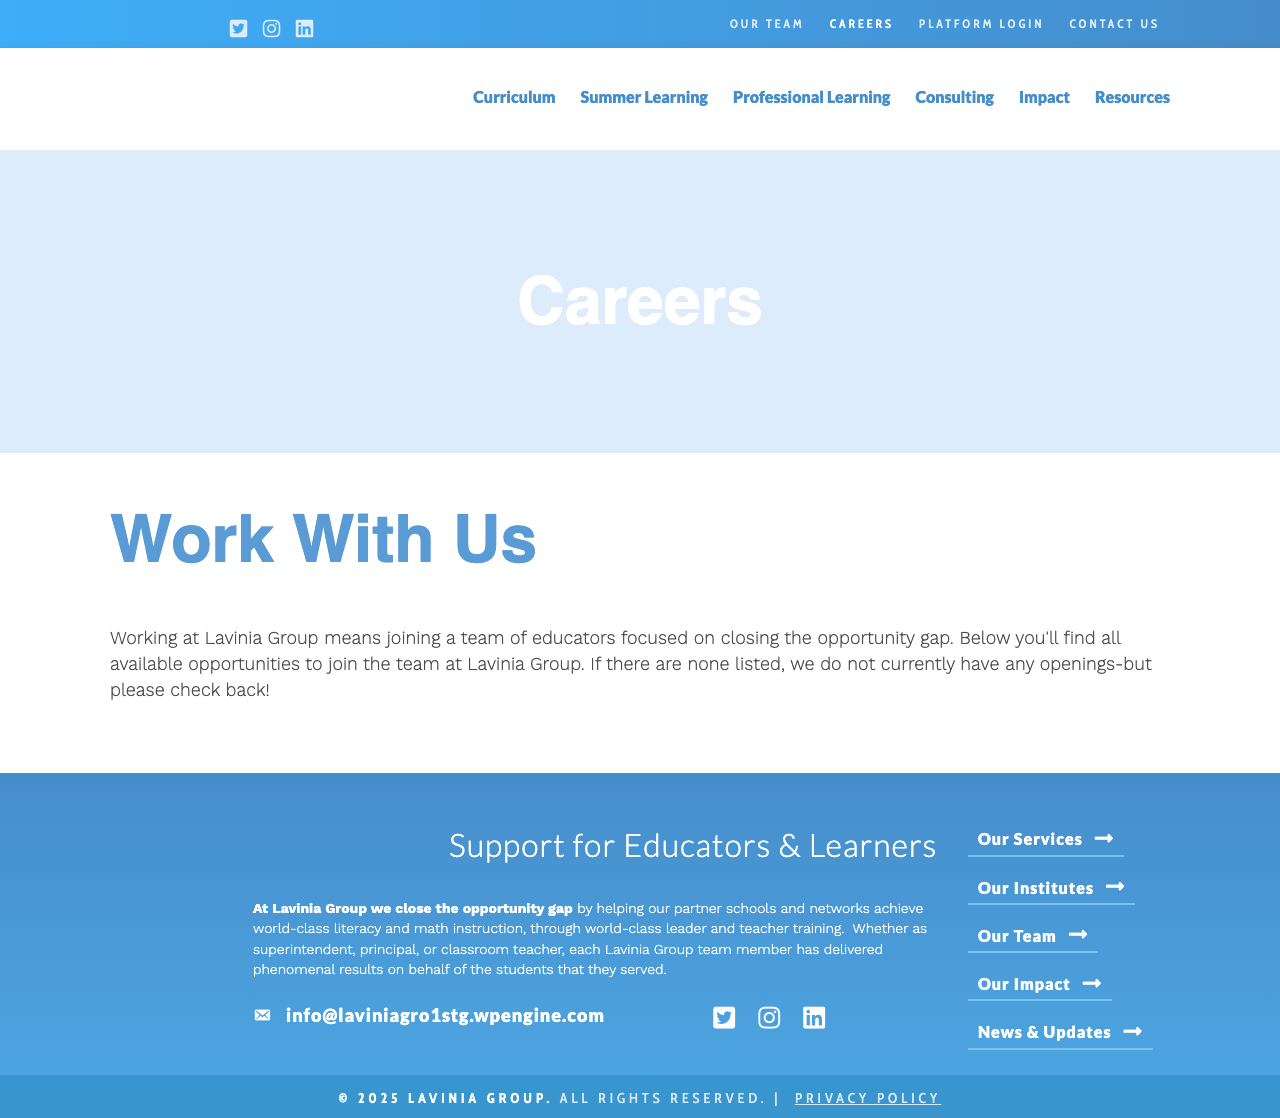 OUR TEAM CAREERS PLATFORM LOGIN CONTACT US
Curriculum Summer Learning Professional Learning Consulting Impact Resources
Careers
Work With Us
Working at Lavinia Group means joining a team of educators focused on closing the opportunity gap. Below you'll find all
available opportunities to join the team at Lavinia Group. If there are none listed, we do not currently have any openings-but
please check back!
Support for Educators & Learners
At Lavinia Group we close the opportunity gap by helping our partner schools and networks achieve
world-class literacy and math instruction, through world-class leader and teacher training.  Whether as
superintendent, principal, or classroom teacher, each Lavinia Group team member has delivered
phenomenal results on behalf of the students that they served.
info@laviniagro1stg.wpengine.com
Our Services
Our Institutes
Our Team
Our Impact
News & Updates
© 2025 LAVINIA GROUP. ALL RIGHTS RESERVED. | PRIVACY POLICY